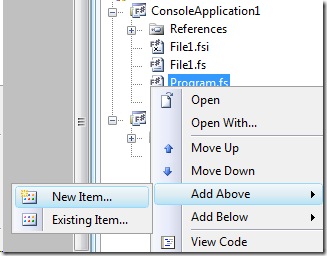 ConsoleApplication1
References
File1.fsi
File1.fs
Program.fs
Open
Open With...
Move Up
Move Down
Add Above
New Item...
Add Below
Existing Item...
View Code